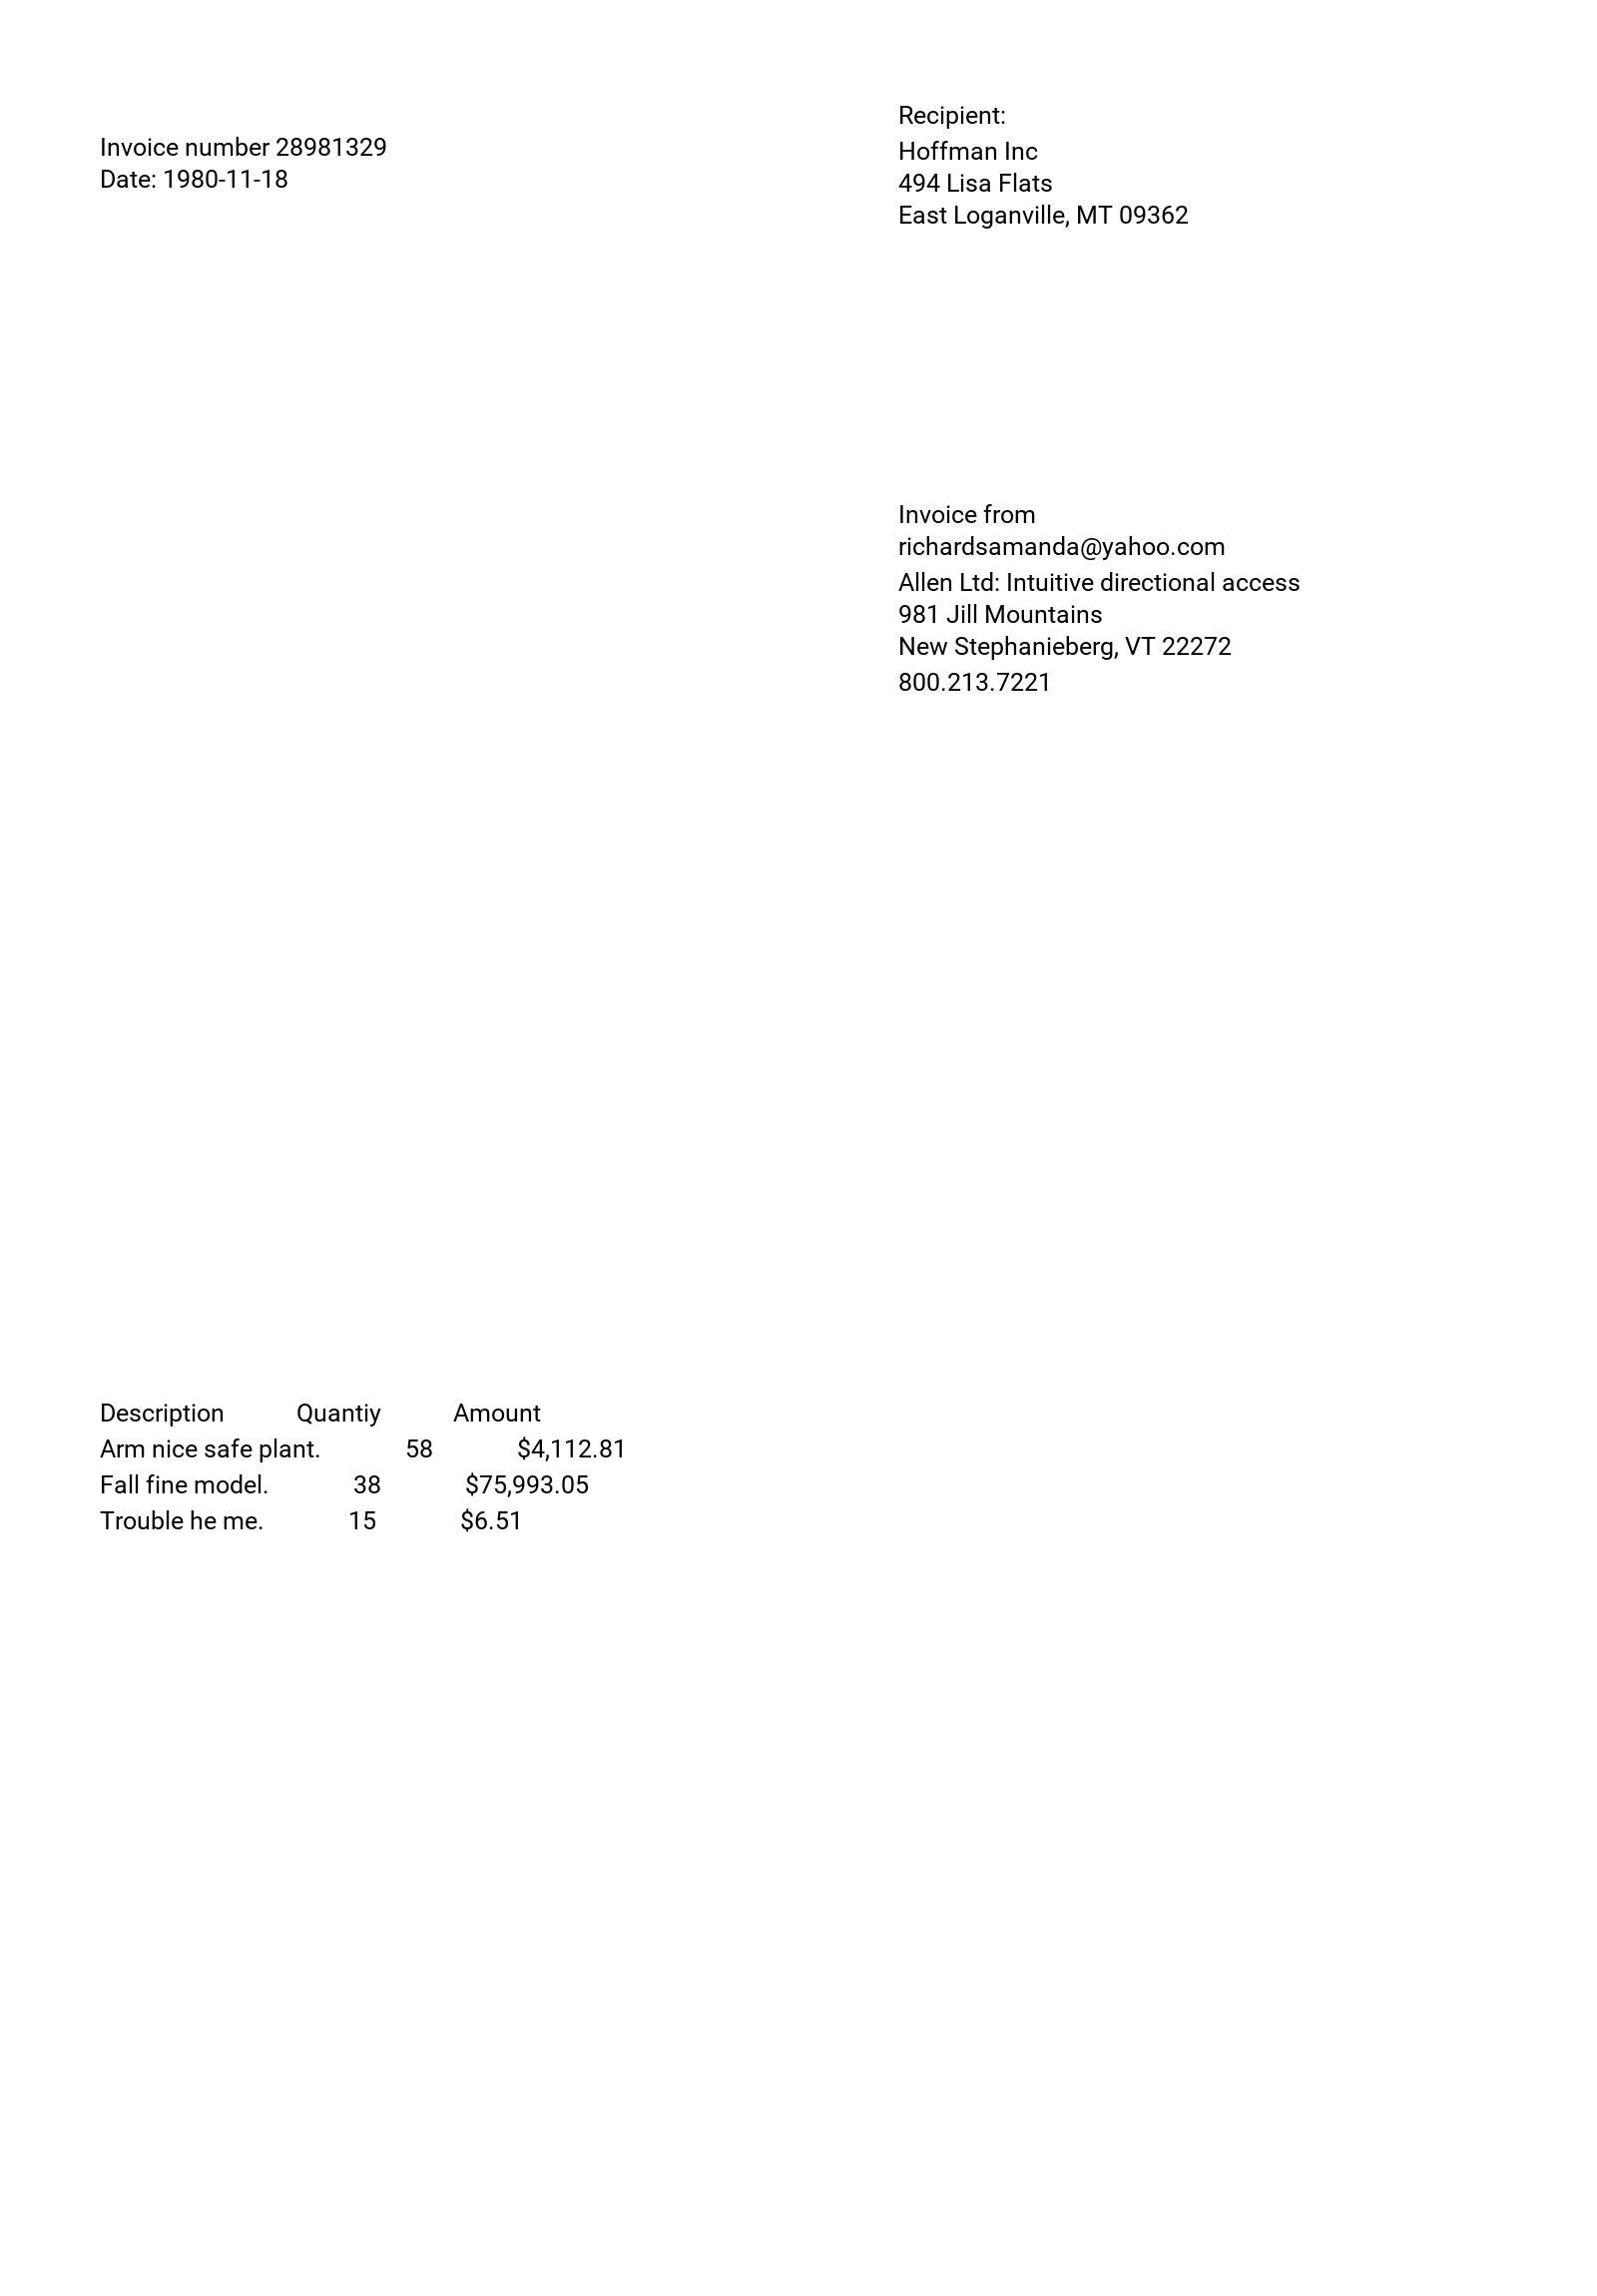 Invoice number 28981329
Date: 1980-11-18
Recipient:
Hoffman Inc
494 Lisa Flats
East Loganville, MT 09362
Invoice from
richardsamanda@yahoo.com
Allen Ltd: Intuitive directional access
981 Jill Mountains
New Stephanieberg, VT 22272
800.213.7221
Description Quantiy Amount
Arm nice safe plant. 58 $4,112.81
Fall fine model. 38 $75,993.05
Trouble he me. 15 $6.51